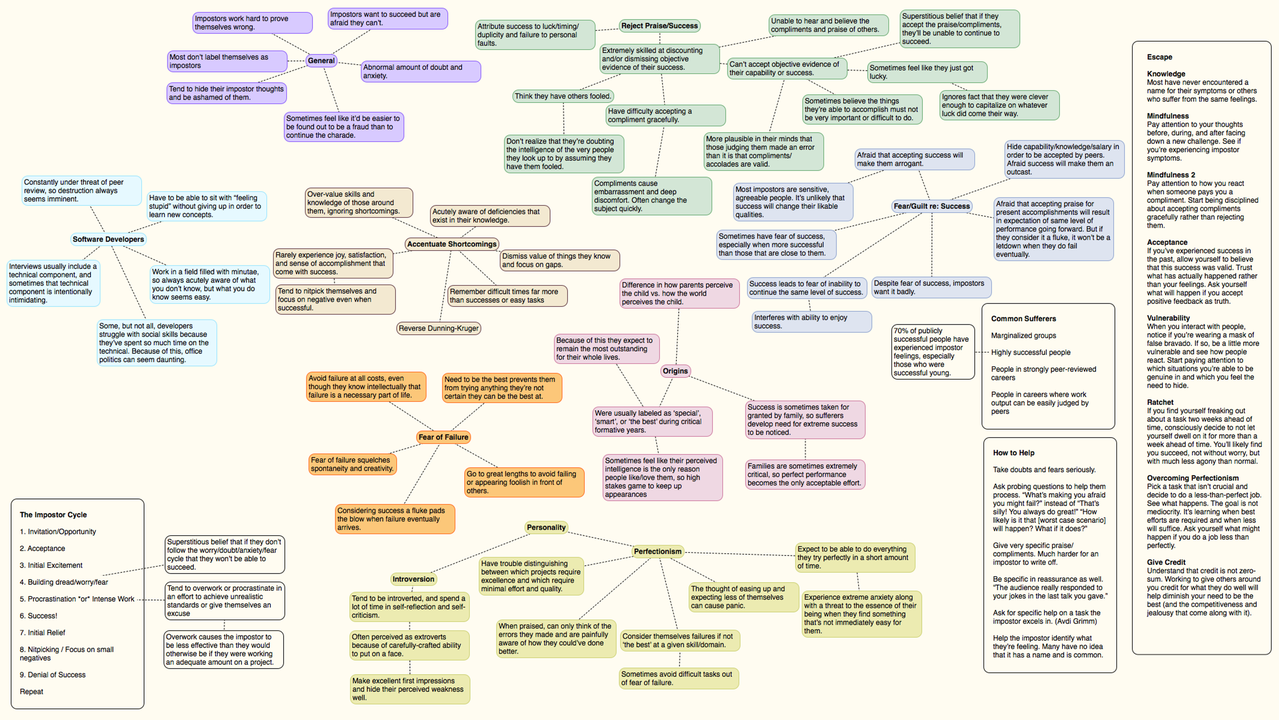 Impostors work hard to prove
themselves wrong.
Impostors want to succeed but are
afraid they can't.
Most don't label themselves as
impostors
General
Abnormal amount of doubt and
anxiety.
Tend to hide their impostor thoughts
and be ashamed of them.
Sometimes feel like it'd be easier to
be found out to be a fraud than to
continue the charade.
Attribute success to luck/timing/
duplicity and failure to personal
faults.
Reject Praise/Success
Extremely skilled at discounting
and/or dismissing objective
evidence of their success.
Unable to hear and believe the
compliments and praise of others.
Superstitious belief that if they
accept the praise/compliments,
they'll be unable to continue to
succeed.
Can't accept objective evidence of
their capability or success.
Sometimes feel like they just got
lucky.
Ignores fact that they were clever
enough to capitalize on whatever
luck did come their way.
Sometimes believe the things
they're able to accomplish must not
be very important or difficult to do.
More plausible in their minds that
those judging them made an error
than it is that compliments/
accolades are valid.
Think they have others fooled.
Don't realize that they're doubting
the intelligence of the very people
they look up to by assuming they
have them fooled.
Have difficulty accepting a
compliment gracefully.
Compliments cause
embarrassment and deep
discomfort. Often change the
subject quickly.
Constantly under threat of peer
review, so destruction always
seems imminent.
Have to be able to sit with "feeling
stupid" without giving up in order to
learn new concepts.
Software Developers
Interviews usually include a
technical component, and
sometimes that technical
component is intentionally
intimidating.
Work in a field filled with minutae,
so always acutely aware of what
you don't know, but what you do
know seems easy.
Some, but not all, developers
struggle with social skills because
they've spent so much time on the
technical. Because of this, office
politics can seem daunting.
Over-value skills and
knowledge of those around
them, ignoring shortcomings.
Acutely aware of deficiencies that
exist in their knowledge.
Accentuate Shortcomings
Rarely experience joy, satisfaction,
and sense of accomplishment that
come with success.
Tend to nitpick themselves and
focus on negative even when
successful.
Dismiss value of things they know
and focus on gaps.
Remember difficult times far more
than successes or easy tasks
Reverse Dunning-Kruger
Afraid that accepting success will
make them arrogant.
Hide capability/knowledge/salary in
order to be accepted by peers.
Afraid success will make them an
outcast.
Most impostors are sensitive,
agreeable people. It's unlikely that
success will change their likable
qualities.
Fear/Guilt re: Success
Afraid that accepting praise for
present accomplishments will result
in expectation of same level of
performance going forward. But if
they consider it a fluke, it won't be a
letdown when they do fail
eventually.
Sometimes have fear of success,
especially when more successful
than those that are close to them.
Success leads to fear of inability to
continue the same level of success.
Despite fear of success, impostors
want it badly.
Interferes with ability to enjoy
success.
Difference in how parents perceive
the child vs. how the world
perceives the child.
Because of this they expect to
remain the most outstanding
for their whole lives.
Origins
Were usually labeled as 'special',
'smart', or 'the best' during critical
formative years.
Success is sometimes taken for
granted by family, so sufferers
develop need for extreme success
to be noticed.
Sometimes feel like their perceived
intelligence is the only reason
people like/love them, so high
stakes game to keep up
appearances
Families are sometimes extremely
critical, so perfect performance
becomes the only acceptable effort.
Avoid failure at all costs, even
though they know intellectually that
failure is a necessary part of life.
Need to be the best prevents them
from trying anything they're not
certain they can be the best at.
Fear of Failure
Fear of failure squelches
spontaneity and creativity.
Go to great lengths to avoid failing
or appearing foolish in front of
others.
Considering success a fluke pads
the blow when failure eventually
arrives.
Personality
Introversion
Tend to be introverted, and spend a
lot of time in self-reflection and self-
criticism.
Often perceived as extroverts
because of carefully-crafted ability
to put on a face.
Make excellent first impressions
and hide their perceived weakness
well.
Perfectionism
Have trouble distinguishing
between which projects require
excellence and which require
minimal effort and quality.
When praised, can only think of the
errors they made and are painfully
aware of how they could've done
better.
The thought of easing up and
expecting less of themselves
can cause panic.
Consider themselves failures if not
'the best' at a given skill/domain.
Sometimes avoid difficult tasks out
of fear of failure.
Expect to be able to do everything
they try perfectly in a short amount
of time.
Experience extreme anxiety along
with a threat to the essence of their
being when they find something
that's not immediately easy for
them.
The Impostor Cycle
1. Invitation/Opportunity
2. Acceptance
3. Initial Excitement
4. Building dread/worry/fear
5. Procrastination *or* Intense Work
6. Success!
7. Initial Relief
8. Nitpicking / Focus on small
negatives
9. Denial of Success
Repeat
Superstitious belief that if they don't
follow the worry/doubt/anxiety/fear
cycle that they won't be able to
succeed.
Tend to overwork or procrastinate in
an effort to achieve unrealistic
standards or give themselves an
excuse
Overwork causes the impostor to
be less effective than they would
otherwise be if they were working
an adequate amount on a project.
70% of publicly
successful people have
experienced impostor
feelings, especially
those who were
successful young.
Common Sufferers
Marginalized groups
Highly successful people
People in strongly peer-reviewed
careers
People in careers where work
output can be easily judged by
peers
How to Help
Take doubts and fears seriously.
Ask probing questions to help them
process. "What's making you afraid
you might fail?" instead of "That's
silly! You always do great!" "How
likely is it that [worst case scenario]
will happen? What if it does?"
Give very specific praise/
compliments. Much harder for an
impostor to write off.
Be specific in reassurance as well.
"The audience really responded to
your jokes in the last talk you gave."
Ask for specific help on a task the
impostor excels in. (Avdi Grimm)
Help the impostor identify what
they're feeling. Many have no idea
that it has a name and is common.
Escape
Knowledge
Most have never encountered a
name for their symptoms or others
who suffer from the same feelings.
Mindfulness
Pay attention to your thoughts
before, during, and after facing
down a new challenge. See if
you're experiencing impostor
symptoms.
Mindfulness 2
Pay attention to how you react
when someone pays you a
compliment. Start being disciplined
about accepting compliments
gracefully rather than rejecting
them.
Acceptance
If you've experienced success in
the past, allow yourself to believe
that this success was valid. Trust
what has actually happened rather
than your fears. Ask yourself
what will happen if you accept
positive feedback as truth.
Vulnerability
When you interact with people,
notice if you're wearing a mask of
false bravado. If so, be a little more
vulnerable and see how people
react. Start paying attention to
which situations you're able to be
genuine in and which you feel the
need to hide.
Ratchet
If you find yourself freaking out
about a task two weeks ahead of
time, consciously decide to not let
yourself dwell on it for more than a
week ahead of time. You'll likely find
you succeed, not without worry, but
with much less agony than normal.
Overcoming Perfectionism
Pick a task that isn't crucial and
decide to do a less-than-perfect job.
See what happens. The goal is not
mediocrity. It's learning when best
efforts are required and when less
will suffice. Ask yourself what might
happen if you do a job less than
perfectly.
Give Credit
Understand that credit is not zero-
sum. Working to give others around
you credit for what they do well will
help diminish your need to be the
best (and the competitiveness and
jealousy that come along with it).